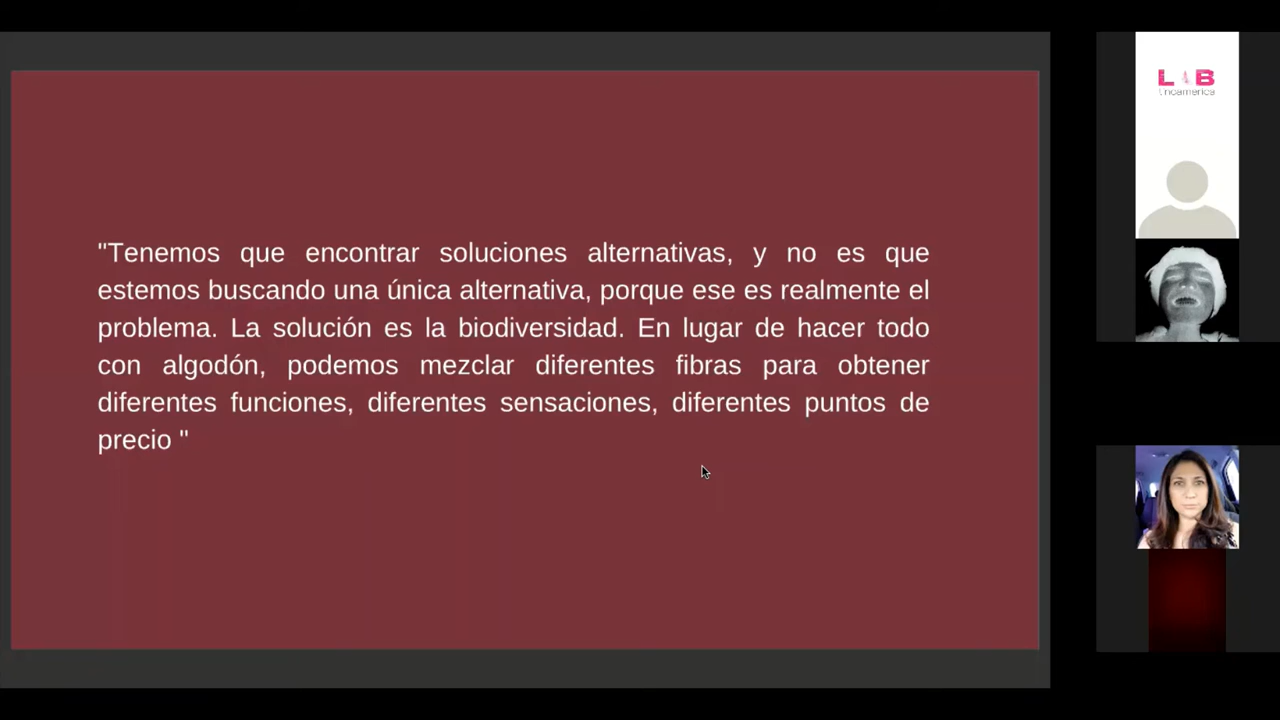 "Tenemos que encontrar soluciones alternativas, y no es que
estemos buscando una única alternativa, porque ese es realmente el
problema. La solución es la biodiversidad. En lugar de hacer todo
con algodón, podemos mezclar diferentes fibras para obtener
diferentes funciones, diferentes sensaciones, diferentes puntos de
precio "
L A B